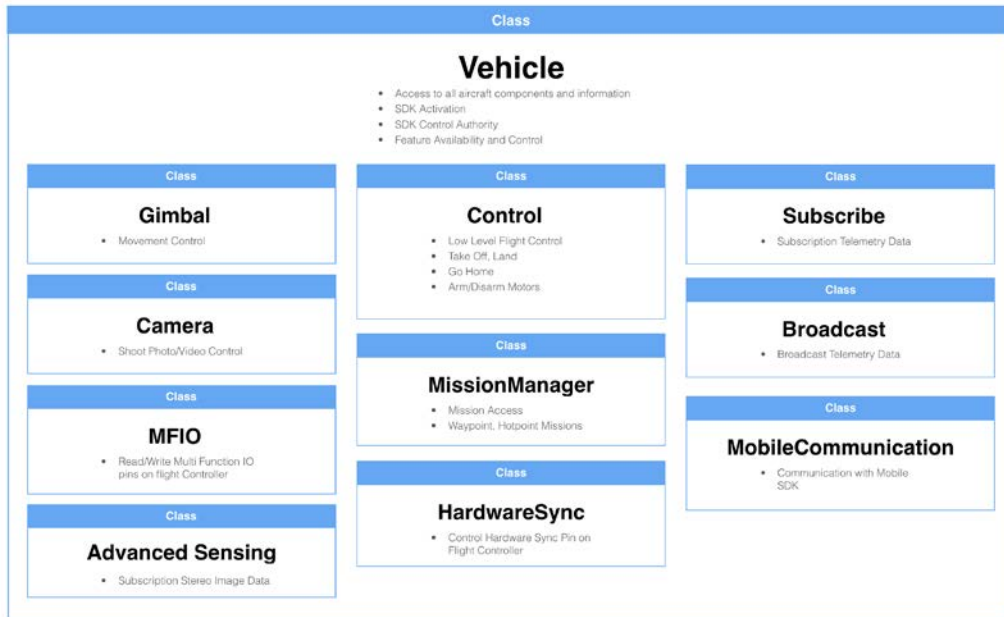 Class
Vehicle
• Access to all aircraft components and information
• SDK Activation
• SDK Control Authority
• Feature Availability and Control
Class
Gimbal
• Movement Control
Class
Camera
• Shoot Photo/Video Control
Class
MFIO
• Read/Write Multi Function IO
pins on flight Controller
Class
Advanced Sensing
• Subscription Stereo Image Data
Class
Control
• Low Level Flight Control
• Take Off, Land
• Go Home
• Arm/Disarm Motors
Class
MissionManager
• Mission Access
• Waypoint, Hotpoint Missions
Class
HardwareSync
• Control Hardware Sync Pin on
Flight Controller
Class
Subscribe
• Subscription Telemetry Data
Class
Broadcast
• Broadcast Telemetry Data
Class
MobileCommunication
• Communication with Mobile
SDK